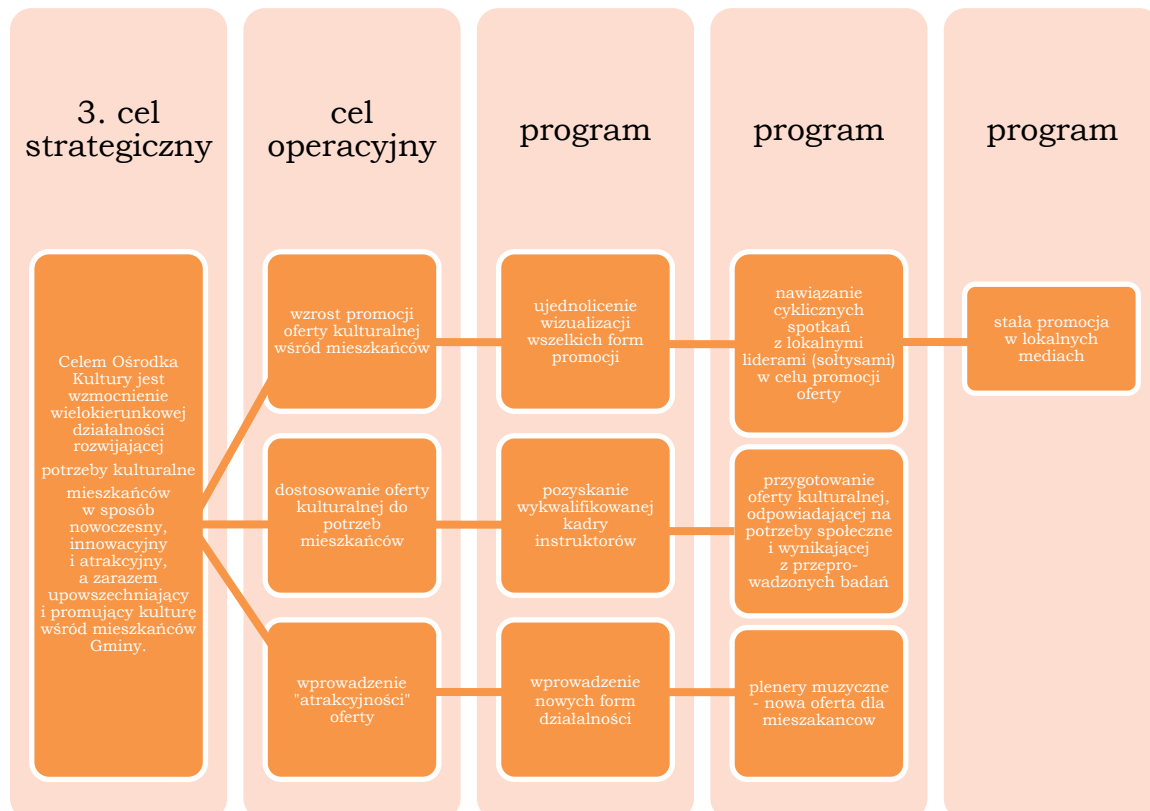 3. cel
strategiczny
cel
operacyjny
program
program
program
Celem Ośrodka
Kultury jest
wzmocnienie
wielokierunkowej
działalności
rozwijającej
potrzeby kulturalne
mieszkańców
w sposób
nowoczesny,
innowacyjny
i atrakcyjny,
a zarazem
upowszechniający
i promujący kulturę
wśród mieszkańców
Gminy.
wzrost promocji
oferty kulturalnej
wśród mieszkańców
ujednolicenie
wizualizacji
wszelkich form
promocji
nawiązanie
cyklicznych
spotkań
z lokalnymi
liderami (sołtysami)
w celu promocji
oferty
stała promocja
w lokalnych
mediach
dostosowanie oferty
kulturalnej do
potrzeb
mieszkańców
pozyskanie
wykwalifikowanej
kadry
instruktorów
przygotowanie
oferty kulturalnej,
odpowiadającej na
potrzeby społeczne
i wynikającej
z przepro-
wadzonych badań
wprowadzenie
"atrakcyjności"
oferty
wprowadzenie
nowych form
działalności
plenery muzyczne
- nowa oferta dla
mieszakancow